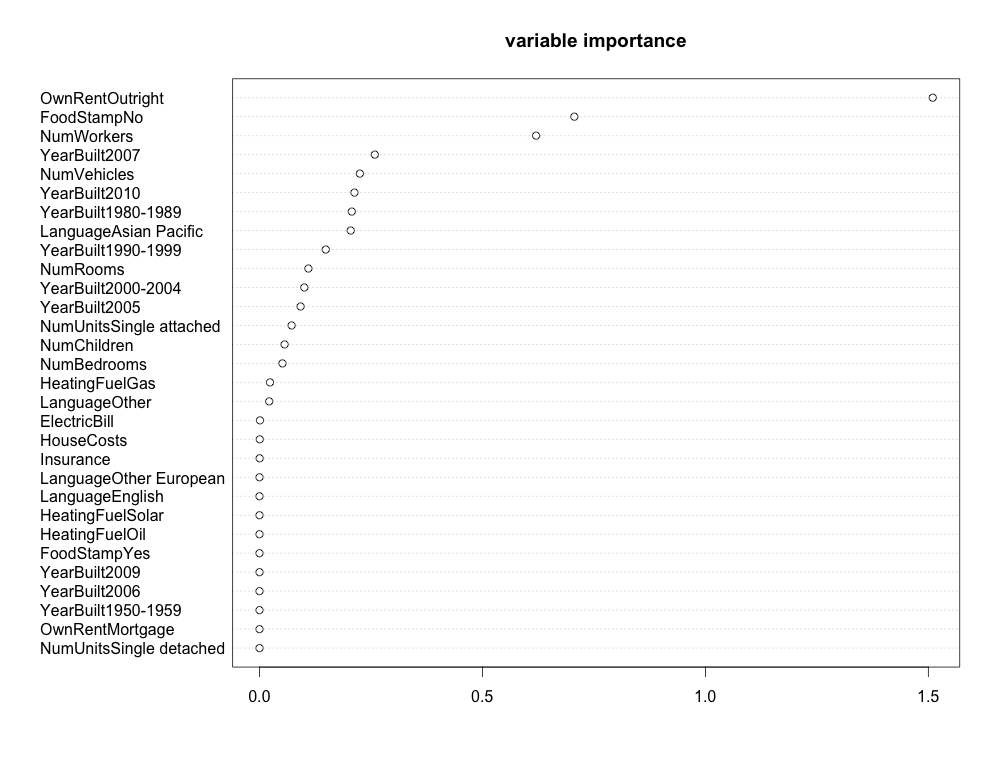 variable importance
OwnRentOutright
FoodStampNo
NumWorkers
YearBuilt2007
NumVehicles
YearBuilt2010
YearBuilt1980-1989
LanguageAsian Pacific
YearBuilt1990-1999
NumRooms
YearBuilt2000-2004
YearBuilt2005
NumUnitsSingle attached
NumChildren
NumBedrooms
HeatingFuelGas
LanguageOther
ElectricBill
HouseCosts
Insurance
LanguageOther European
LanguageEnglish
HeatingFuelSolar
HeatingFuelOil
FoodStampYes
YearBuilt2009
YearBuilt2006
YearBuilt1950-1959
OwnRentMortgage
NumUnitsSingle detached
0.0 0.5 1.0 1.5